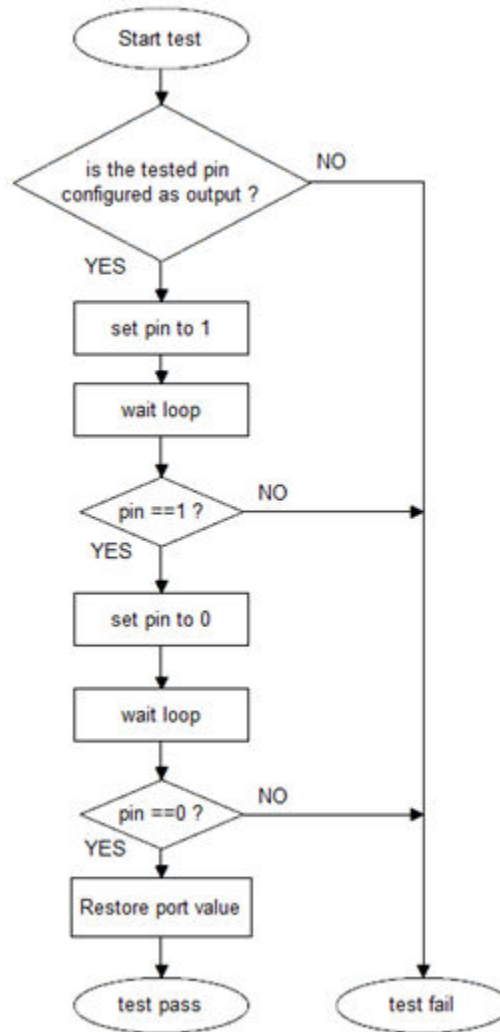 Start test
is the tested pin
configured as output ?
NO
YES
set pin to 1
wait loop
pin ==1 ?
NO
YES
set pin to 0
wait loop
pin ==0 ?
NO
YES
Restore port value
test pass
test fail